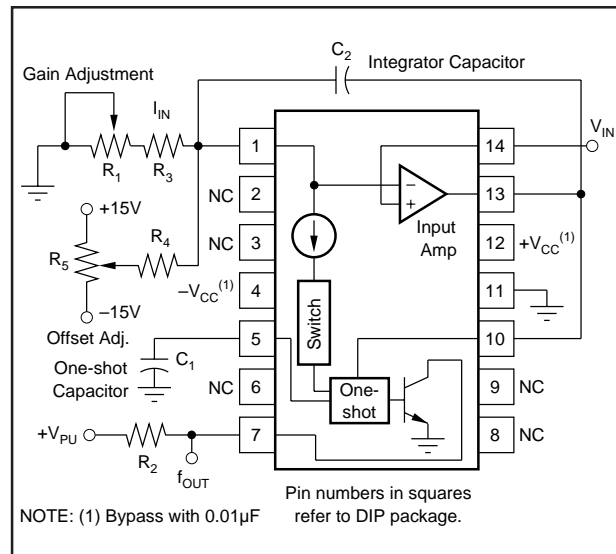 C2
Integrator Capacitor
Gain Adjustment
IIN
VIN
R1
R3
1
14
NC
2
13
+15V
R4
NC
3
Input
Amp
12
+VCC(1)
R5
–VCC(1)
4
11
–15V
Offset Adj.
Switch
One-shot
Capacitor
C1
5
10
NC
6
One-
shot
9
NC
+VPU
R2
7
8
NC
fOUT
Pin numbers in squares
refer to DIP package.
NOTE: (1) Bypass with 0.01µF